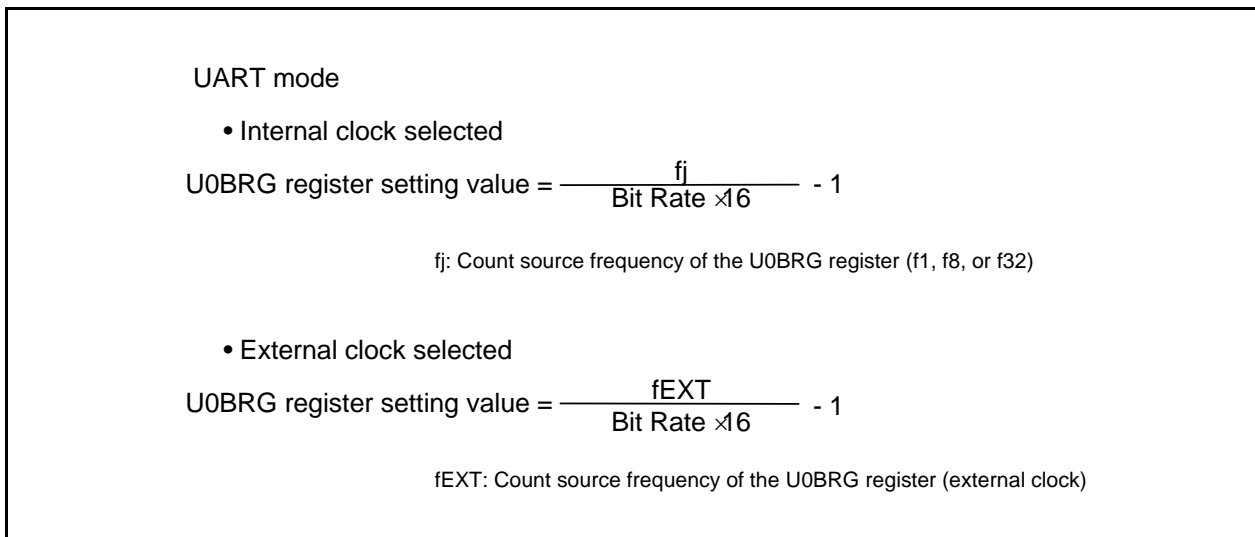 UART mode
• Internal clock selected
U0BRG register setting value = fj / Bit Rate ×16 - 1
fj: Count source frequency of the U0BRG register (f1, f8, or f32)
• External clock selected
U0BRG register setting value = fEXT / Bit Rate ×16 - 1
fEXT: Count source frequency of the U0BRG register (external clock)